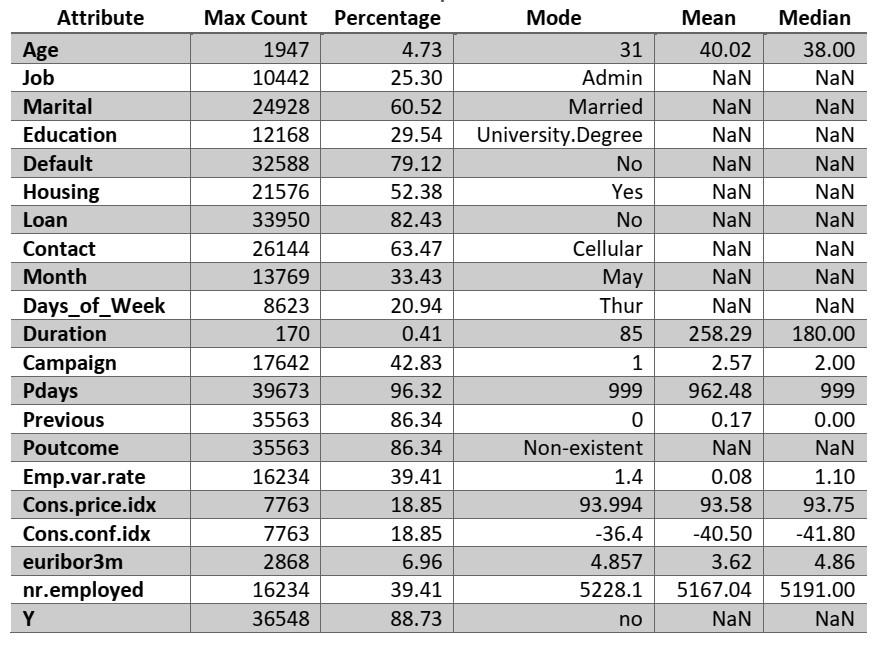 Attribute Max Count Percentage Mode Mean Median
Age 1947 4.73 31 40.02 38.00
Job 10442 25.30 Admin NaN NaN
Marital 24928 60.52 Married NaN NaN
Education 12168 29.54 University.Degree NaN NaN
Default 32588 79.12 No NaN NaN
Housing 21576 52.38 Yes NaN NaN
Loan 33950 82.43 No NaN NaN
Contact 26144 63.47 Cellular NaN NaN
Month 13769 33.43 May NaN NaN
Days_of_Week 8623 20.94 Thur NaN NaN
Duration 170 0.41 85 258.29 180.00
Campaign 17642 42.83 1 2.57 2.00
Pdays 39673 96.32 999 962.48 999
Previous 35563 86.34 0 0.17 0.00
Poutcome 35563 86.34 Non-existent NaN NaN
Emp.var.rate 16234 39.41 1.4 0.08 1.10
Cons.price.idx 7763 18.85 93.994 93.58 93.75
Cons.conf.idx 7763 18.85 -36.4 -40.50 -41.80
euribor3m 2868 6.96 4.857 3.62 4.86
nr.employed 16234 39.41 5228.1 5167.04 5191.00
Y 36548 88.73 no NaN NaN